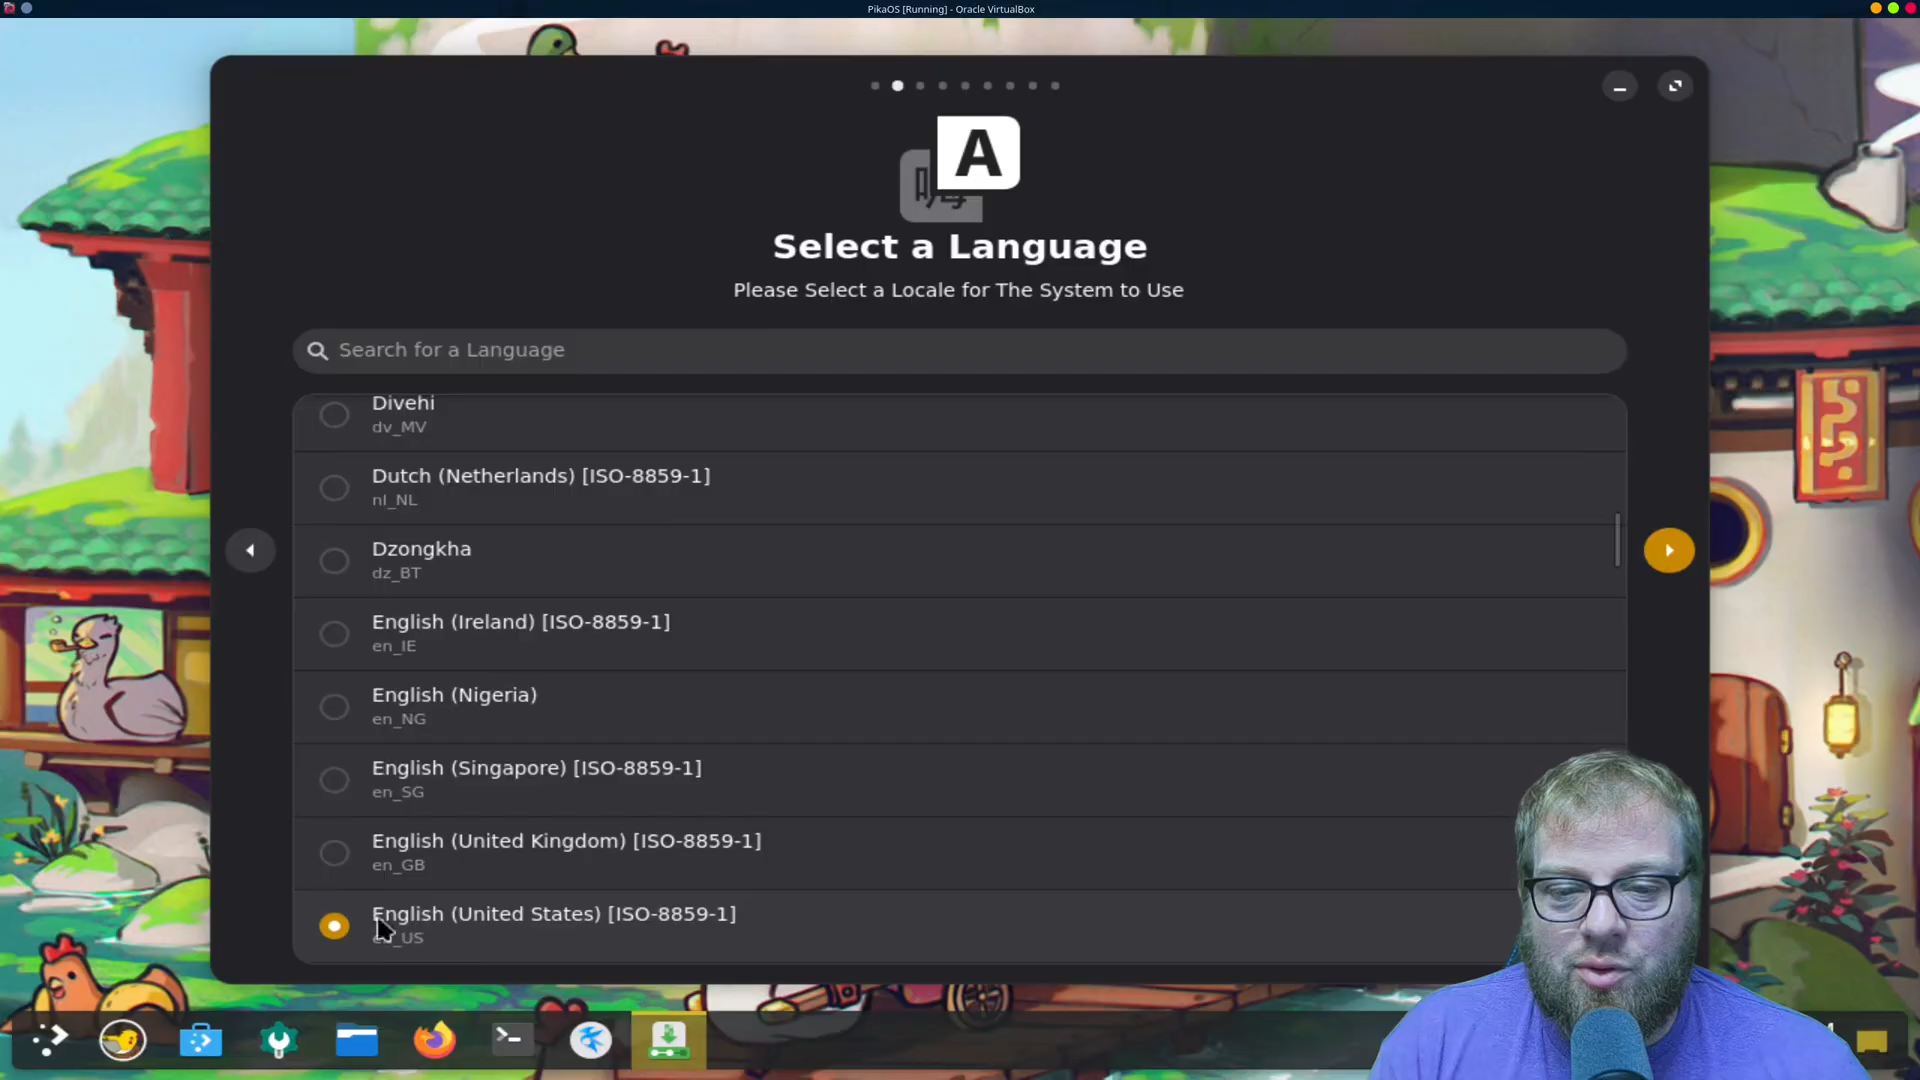 PikaOS [Running] - Oracle VirtualBox
A
Select a Language
Please Select a Locale for The System to Use
Search for a Language
Divehi
dv_MV
Dutch (Netherlands) [ISO-8859-1]
nl_NL
Dzongkha
dz_BT
English (Ireland) [ISO-8859-1]
en_IE
English (Nigeria)
en_NG
English (Singapore) [ISO-8859-1]
en_SG
English (United Kingdom) [ISO-8859-1]
en_GB
English (United States) [ISO-8859-1]
en_US